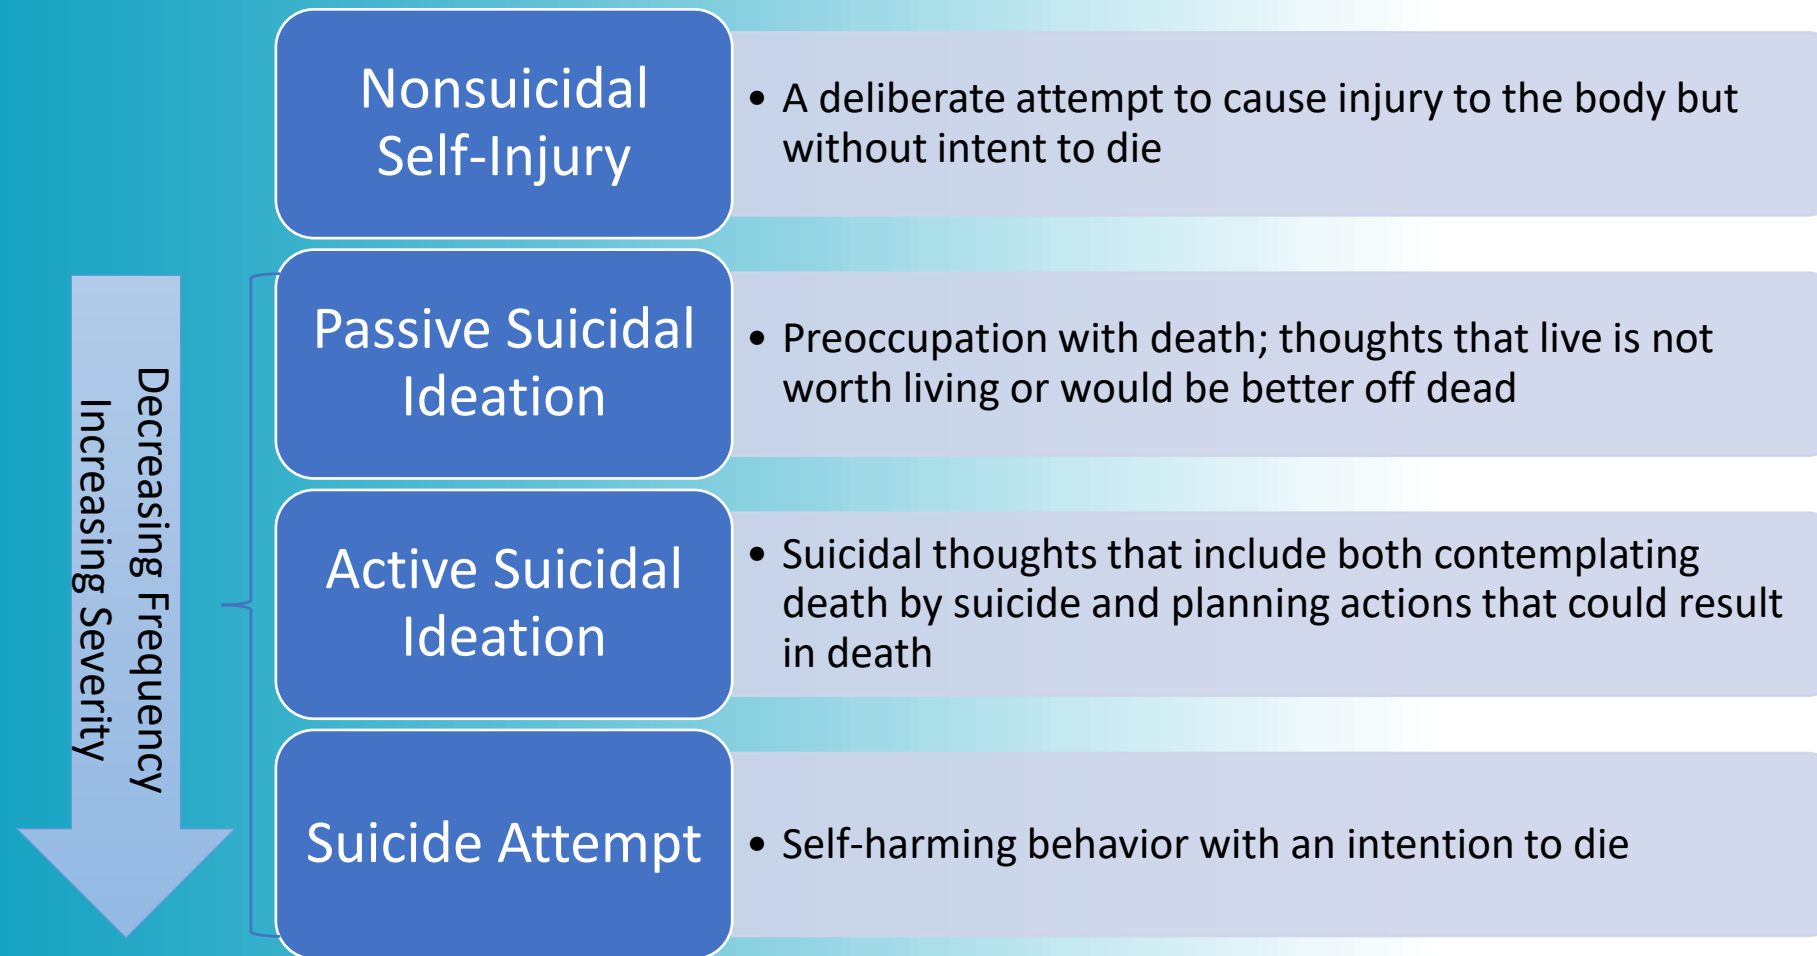 Nonsuicidal
Self-Injury
• A deliberate attempt to cause injury to the body but
without intent to die
Decreasing Frequency
Increasing Severity
Passive Suicidal
Ideation
• Preoccupation with death; thoughts that live is not
worth living or would be better off dead
Active Suicidal
Ideation
• Suicidal thoughts that include both contemplating
death by suicide and planning actions that could result
in death
Suicide Attempt
• Self-harming behavior with an intention to die